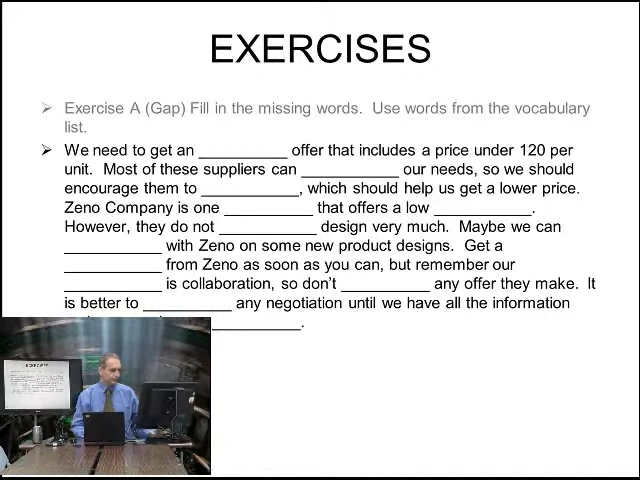 EXERCISES
➢ Exercise A (Gap) Fill in the missing words. Use words from the vocabulary
list.
➢ We need to get an __________ offer that includes a price under 120 per
unit. Most of these suppliers can ___________ our needs, so we should
encourage them to ___________, which should help us get a lower price.
Zeno Company is one __________ that offers a low ___________.
However, they do not ___________ design very much. Maybe we can
___________ with Zeno on some new product designs. Get a
___________ from Zeno as soon as you can, but remember our
___________ is collaboration, so don't __________ any offer they make. It
is better to __________ any negotiation until we have all the information
__________.
EXERCISES